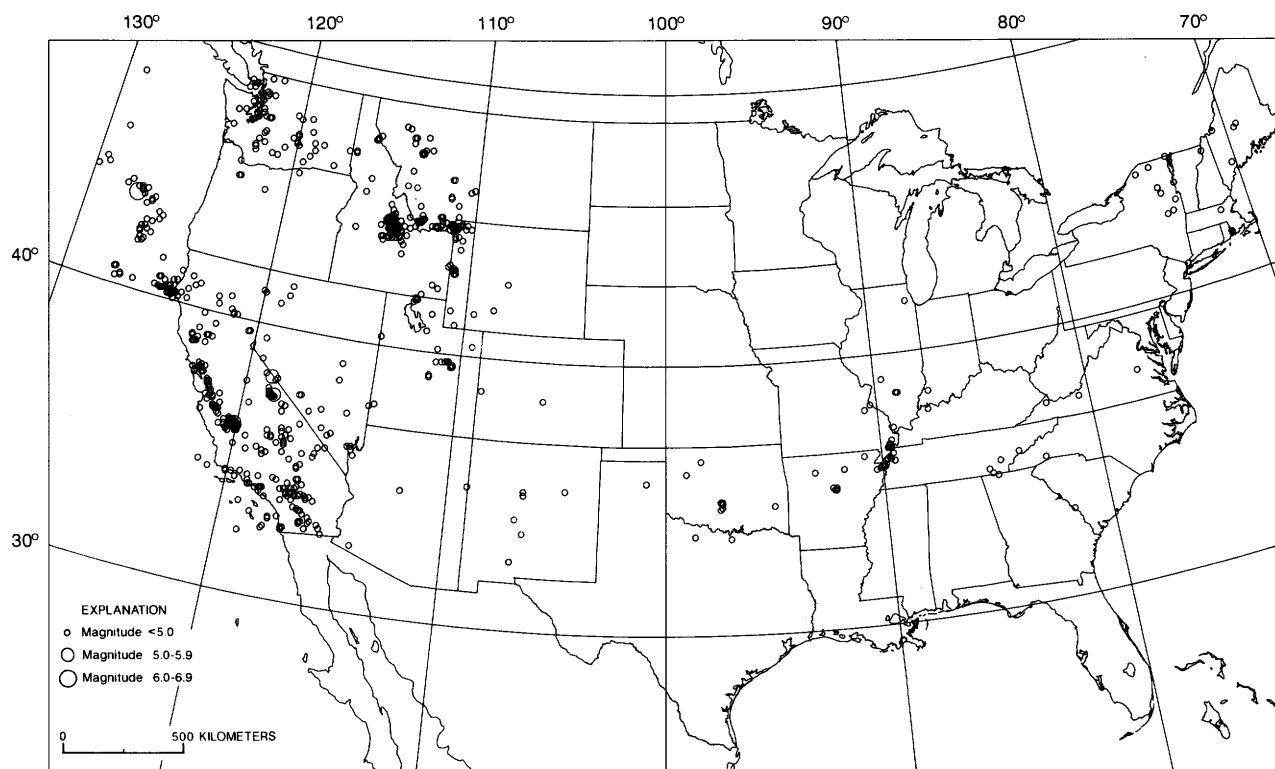 130° 120° 110° 100° 90° 80° 70°
40°
30°
EXPLANATION
Magnitude <5.0
Magnitude 5.0-5.9
Magnitude 6.0-6.9
0 500 KILOMETERS